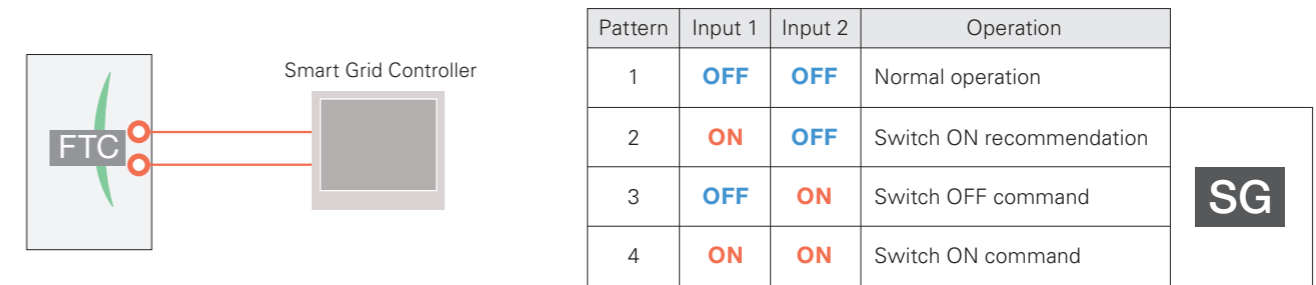 FTC
Smart Grid Controller
Pattern Input 1 Input 2 Operation
1 OFF OFF Normal operation
2 ON OFF Switch ON recommendation
3 OFF ON Switch OFF command
4 ON ON Switch ON command
SG